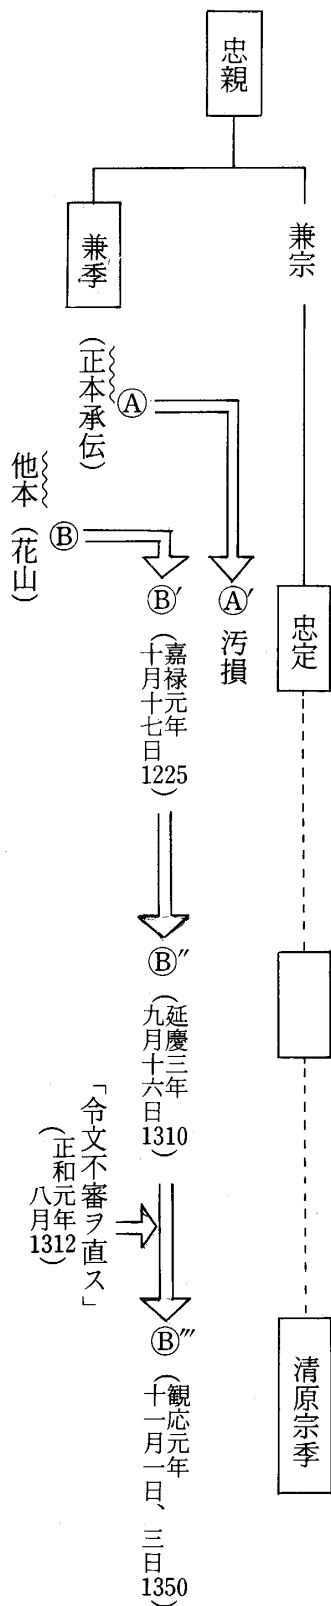 忠親
兼宗
兼季
Ⓐ
(正本承伝)
Ⓑ
他本(花山)
忠定
Ⓐ′ 汚損
Ⓑ′
(嘉禄元年
十月十七日1225)
Ⓑ″
(延慶三年
九月十六日1310)
「令文不審ヲ直ス」
(正和元年
八月1312)
清原宗季
Ⓑ‴
(観応元年
十一月一日、三日1350)